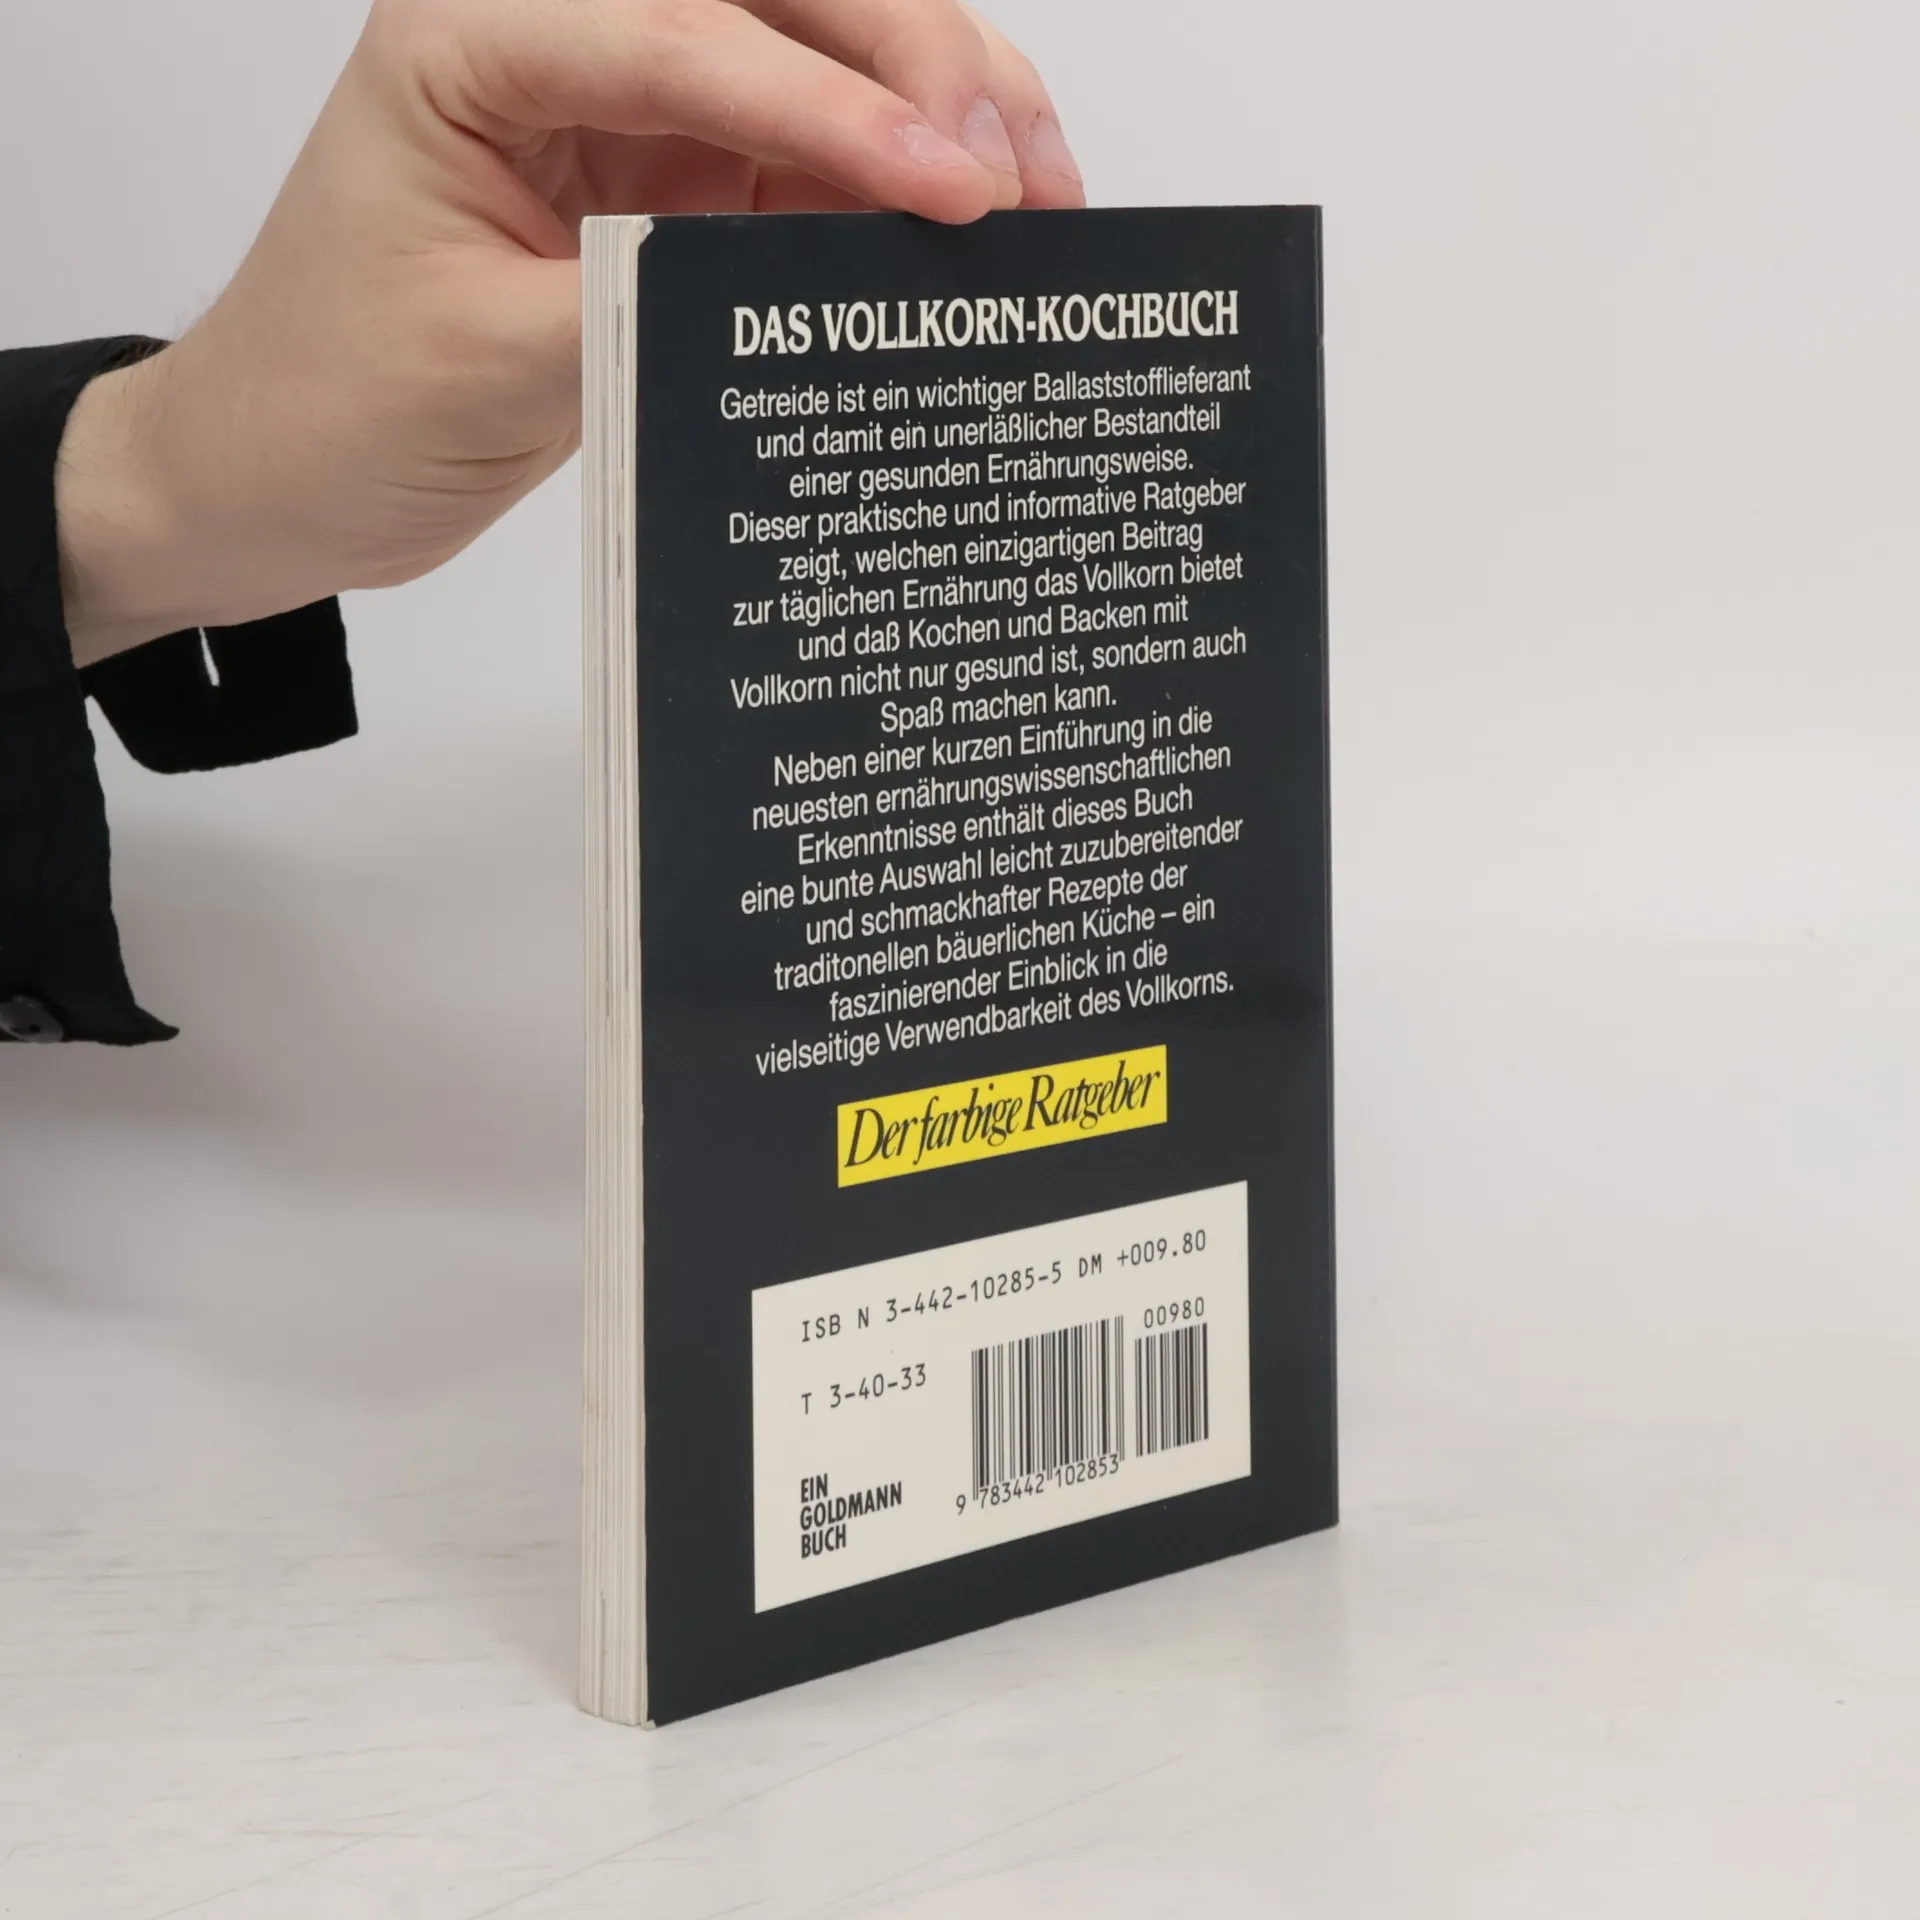 DAS VOLLKORN-KOCHBUCH
Getreide ist ein wichtiger Ballaststofflieferant
und damit ein unerläßlicher Bestandteil
einer gesunden Ernährungsweise.
Dieser praktische und informative Ratgeber
zeigt, welchen einzigartigen Beitrag
zur täglichen Ernährung das Vollkorn bietet
und daß Kochen und Backen mit
Vollkorn nicht nur gesund ist, sondern auch
Spaß machen kann.
Neben einer kurzen Einführung in die
neuesten ernährungswissenschaftlichen
Erkenntnisse enthält dieses Buch
eine bunte Auswahl leicht zuzubereitender
und schmackhafter Rezepte der
traditonellen bäuerlichen Küche – ein
faszinierender Einblick in die
vielseitige Verwendbarkeit des Vollkorns.
Der farbige Ratgeber
ISB N 3-442-10285-5 DM +009.80
00980
T 3-40-33
9 783442 102853
EIN
GOLDMANN
BUCH